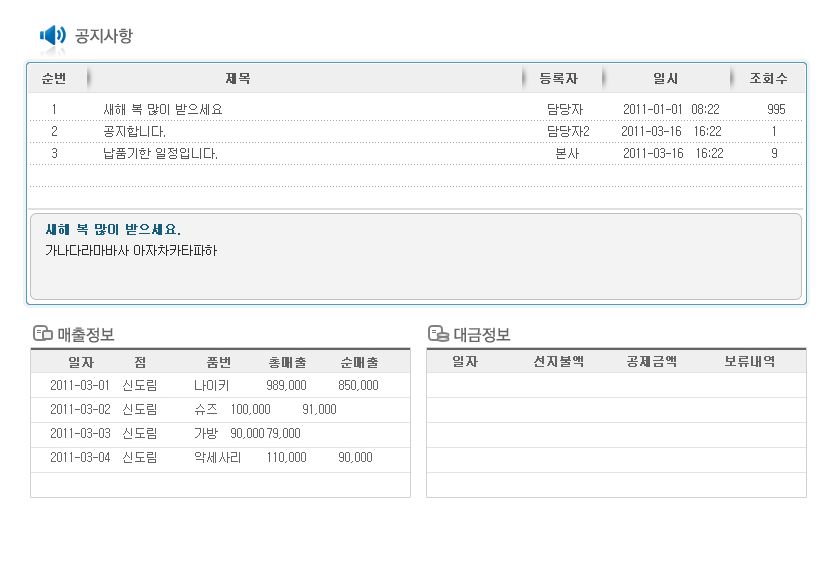 공지사항
순번 제목 등록자 일시 조회수
1 새해 복 많이 받으세요 담당자 2011-01-01 08:22 995
2 공지합니다. 담당자2 2011-03-16 16:22 1
3 납품기한 일정입니다. 본사 2011-03-16 16:22 9
새해 복 많이 받으세요.
가나다라마바사 아자차카타파하
매출정보
일자 점 품번 총매출 순매출
2011-03-01 신도림 나이키 989,000 850,000
2011-03-02 신도림 슈즈 100,000 91,000
2011-03-03 신도림 가방 90,000 79,000
2011-03-04 신도림 악세사리 110,000 90,000
대금정보
일자 선지불액 공제금액 보류내역